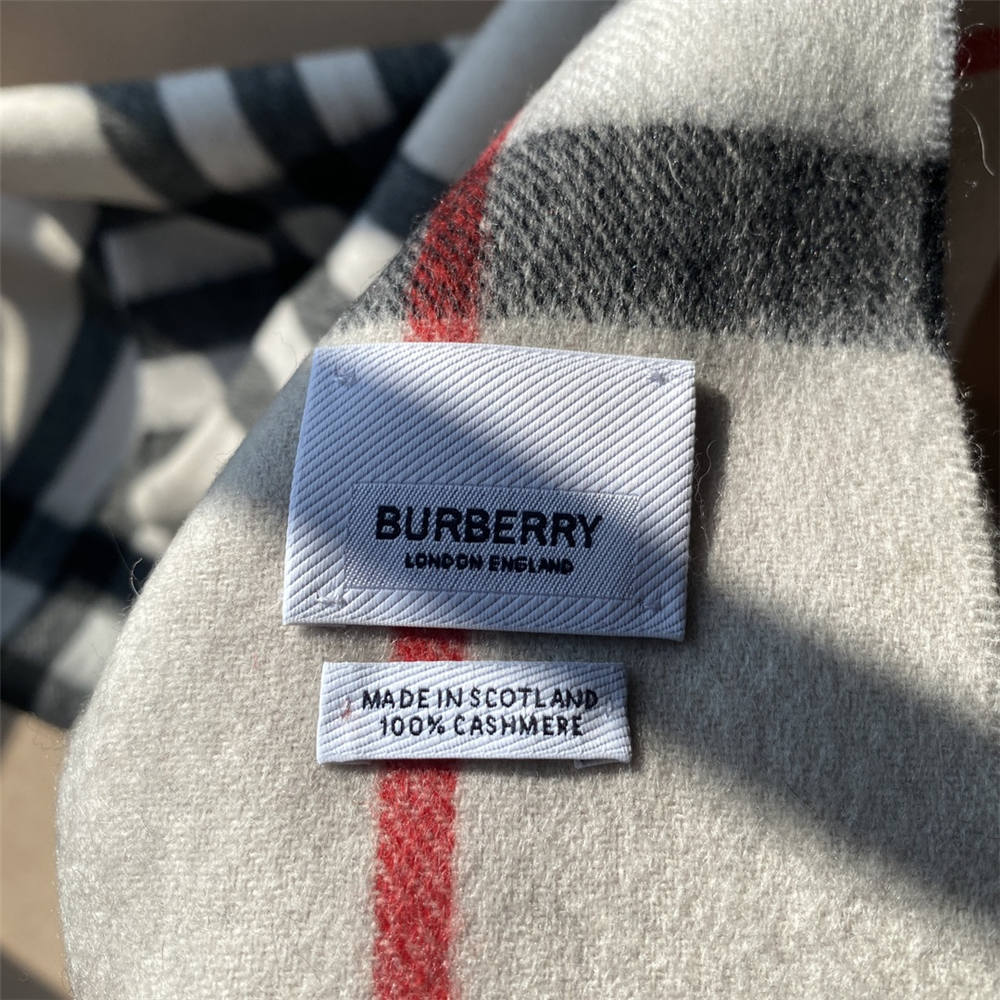 BURBERRY
LONDON ENGLAND
MADE IN SCOTLAND
100% CASHMERE